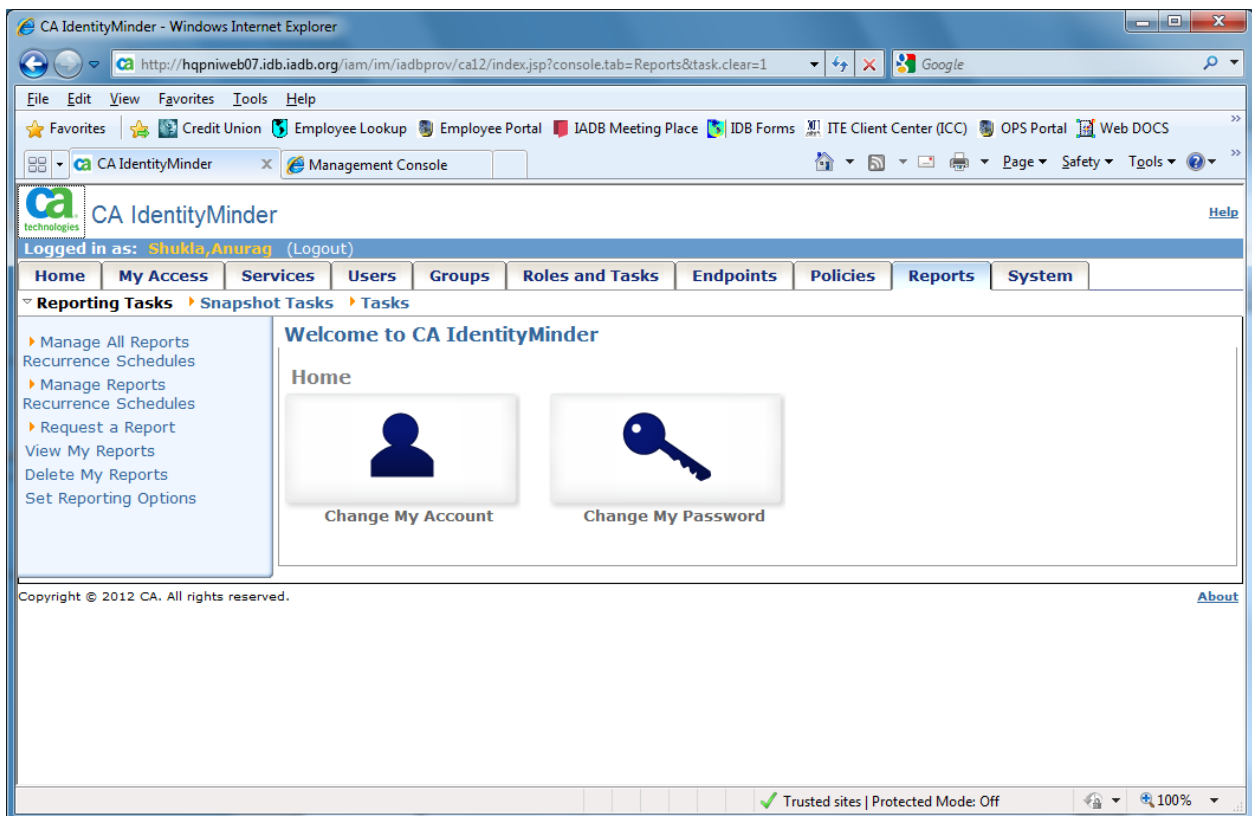 CA IdentityMinder - Windows Internet Explorer
http://hqpniweb07.idb.iadb.org/iam/im/iadbprov/ca12/index.jsp?console.tab=Reports&task.clear=1 Google
File Edit View Favorites Tools Help
Favorites Credit Union Employee Lookup Employee Portal IADB Meeting Place IDB Forms ITE Client Center (ICC) OPS Portal Web DOCS »
CA IdentityMinder X Management Console Page Safety Tools »
ca technologies CA IdentityMinder Help
Logged in as: Shukla,Anurag (Logout)
Home My Access Services Users Groups Roles and Tasks Endpoints Policies Reports System
Reporting Tasks Snapshot Tasks Tasks
Manage All Reports
Recurrence Schedules
Manage Reports
Recurrence Schedules
Request a Report
View My Reports
Delete My Reports
Set Reporting Options
Welcome to CA IdentityMinder
Home
Change My Account Change My Password
Copyright © 2012 CA. All rights reserved. About
Trusted sites | Protected Mode: Off 100%